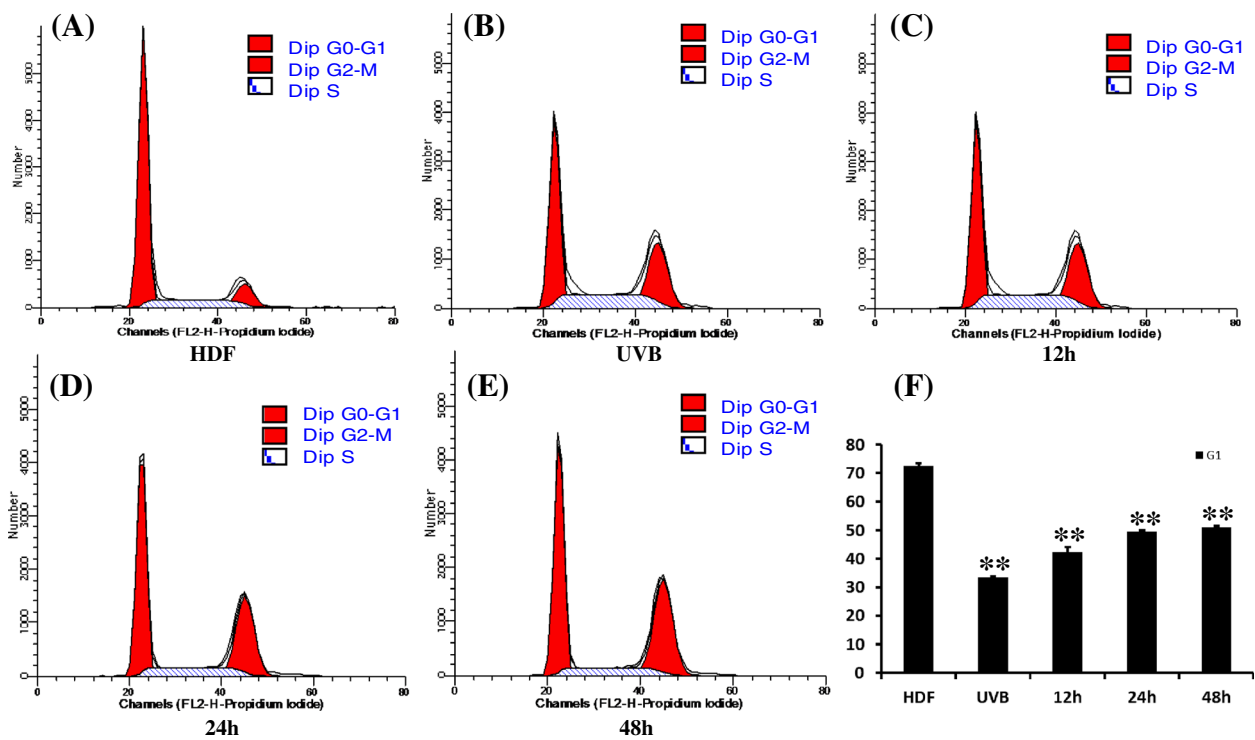 (A)
Dip G0-G1
Dip G2-M
Dip S
Number
0 1000 2000 3000 4000 5000
0 20 40 60 80
Channels (FL2-H-Propidium Iodide)
HDF
(B)
Dip G0-G1
Dip G2-M
Dip S
Number
0 1000 2000 3000 4000 5000
0 20 40 60 80
Channels (FL2-H-Propidium Iodide)
UVB
(C)
Dip G0-G1
Dip G2-M
Dip S
Number
0 1000 2000 3000 4000 5000
0 20 40 60 80
Channels (FL2-H-Propidium Iodide)
12h
(D)
Dip G0-G1
Dip G2-M
Dip S
Number
0 1000 2000 3000 4000 5000
0 20 40 60 80
Channels (FL2-H-Propidium Iodide)
24h
(E)
Dip G0-G1
Dip G2-M
Dip S
Number
0 1000 2000 3000 4000 5000
0 20 40 60 80
Channels (FL2-H-Propidium Iodide)
48h
(F)
G1
80
70
60
50
40
30
20
10
0
** ** ** **
HDF UVB 12h 24h 48h